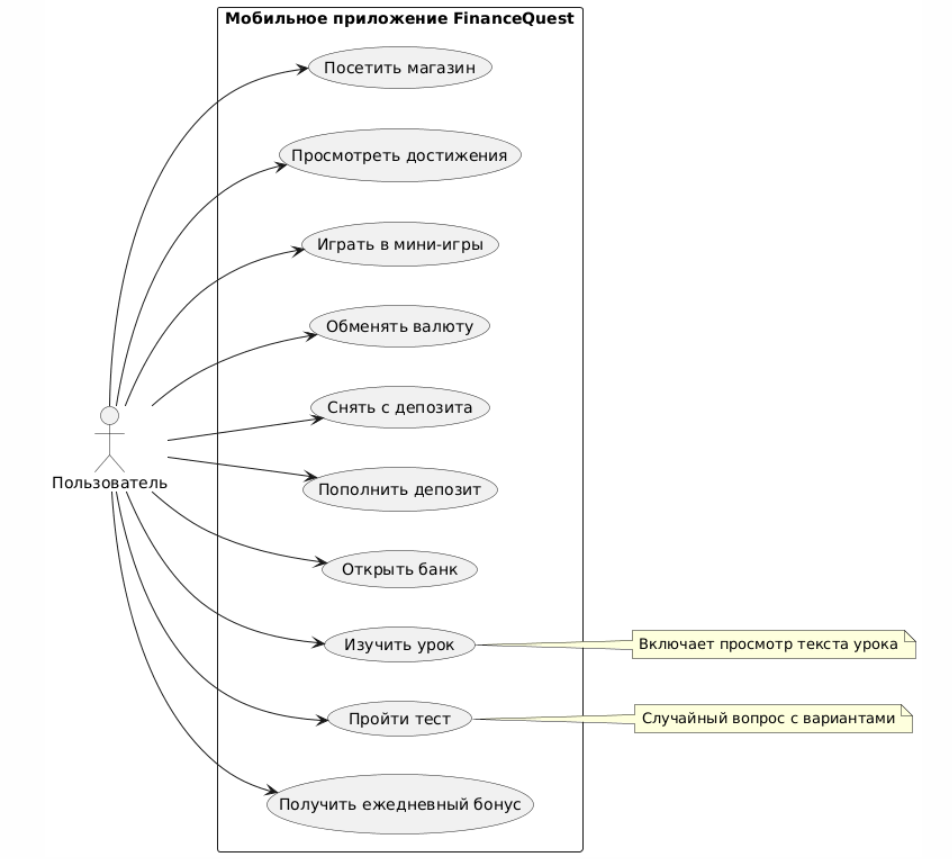 Мобильное приложение FinanceQuest
Посетить магазин
Просмотреть достижения
Играть в мини-игры
Обменять валюту
Снять с депозита
Пользователь
Пополнить депозит
Открыть банк
Изучить урок
Включает просмотр текста урока
Пройти тест
Случайный вопрос с вариантами
Получить ежедневный бонус